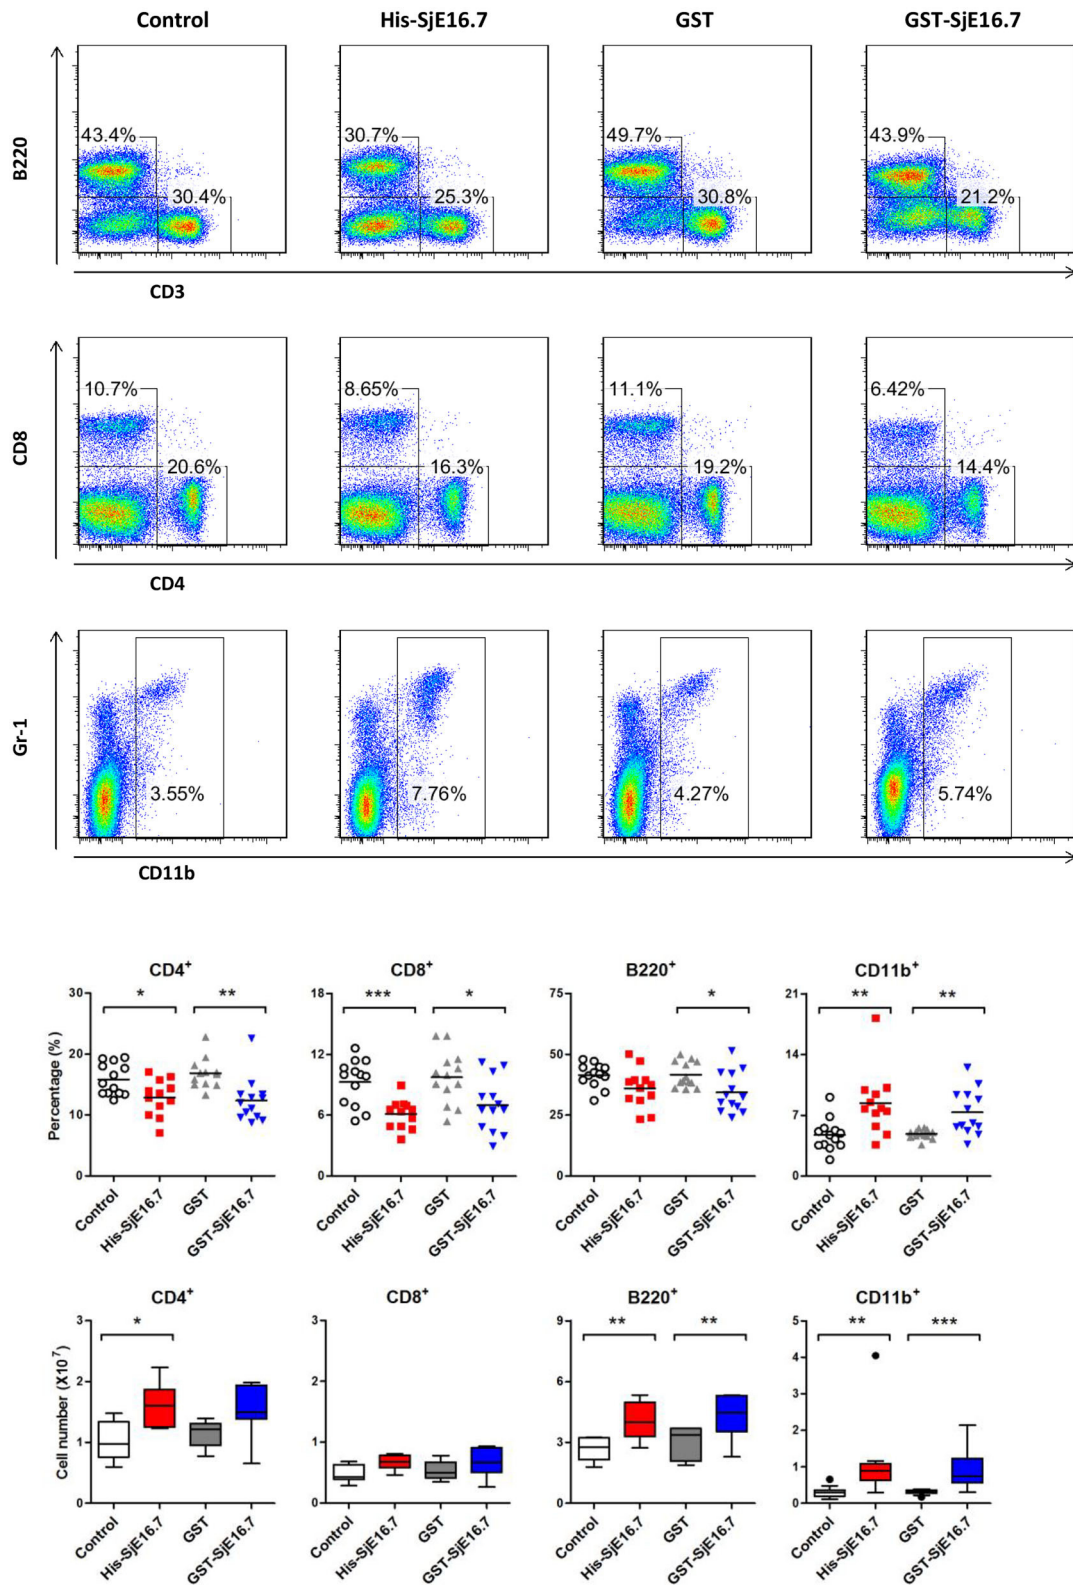 Control His-SjE16.7 GST GST-SjE16.7
B220
43.4% 30.7% 49.7% 43.9%
30.4% 25.3% 30.8% 21.2%
CD3
CD8
10.7% 8.65% 11.1% 6.42%
20.6% 16.3% 19.2% 14.4%
CD4
Gr-1
3.55% 7.76% 4.27% 5.74%
CD11b
CD4+ CD8+ B220+ CD11b+
* ** *** * * ** **
Percentage (%)
30 18 75 21
20 12 50 14
10 6 25 7
0 0 0 0
Control His-SjE16.7 GST GST-SjE16.7 Control His-SjE16.7 GST GST-SjE16.7 Control His-SjE16.7 GST GST-SjE16.7 Control His-SjE16.7 GST GST-SjE16.7
CD4+ CD8+ B220+ CD11b+
* ** ** ** ***
Cell number (X10⁷)
3 3 9 5
4
2 2 6 3
2
1 1 3 1
0 0 0 0
Control His-SjE16.7 GST GST-SjE16.7 Control His-SjE16.7 GST GST-SjE16.7 Control His-SjE16.7 GST GST-SjE16.7 Control His-SjE16.7 GST GST-SjE16.7